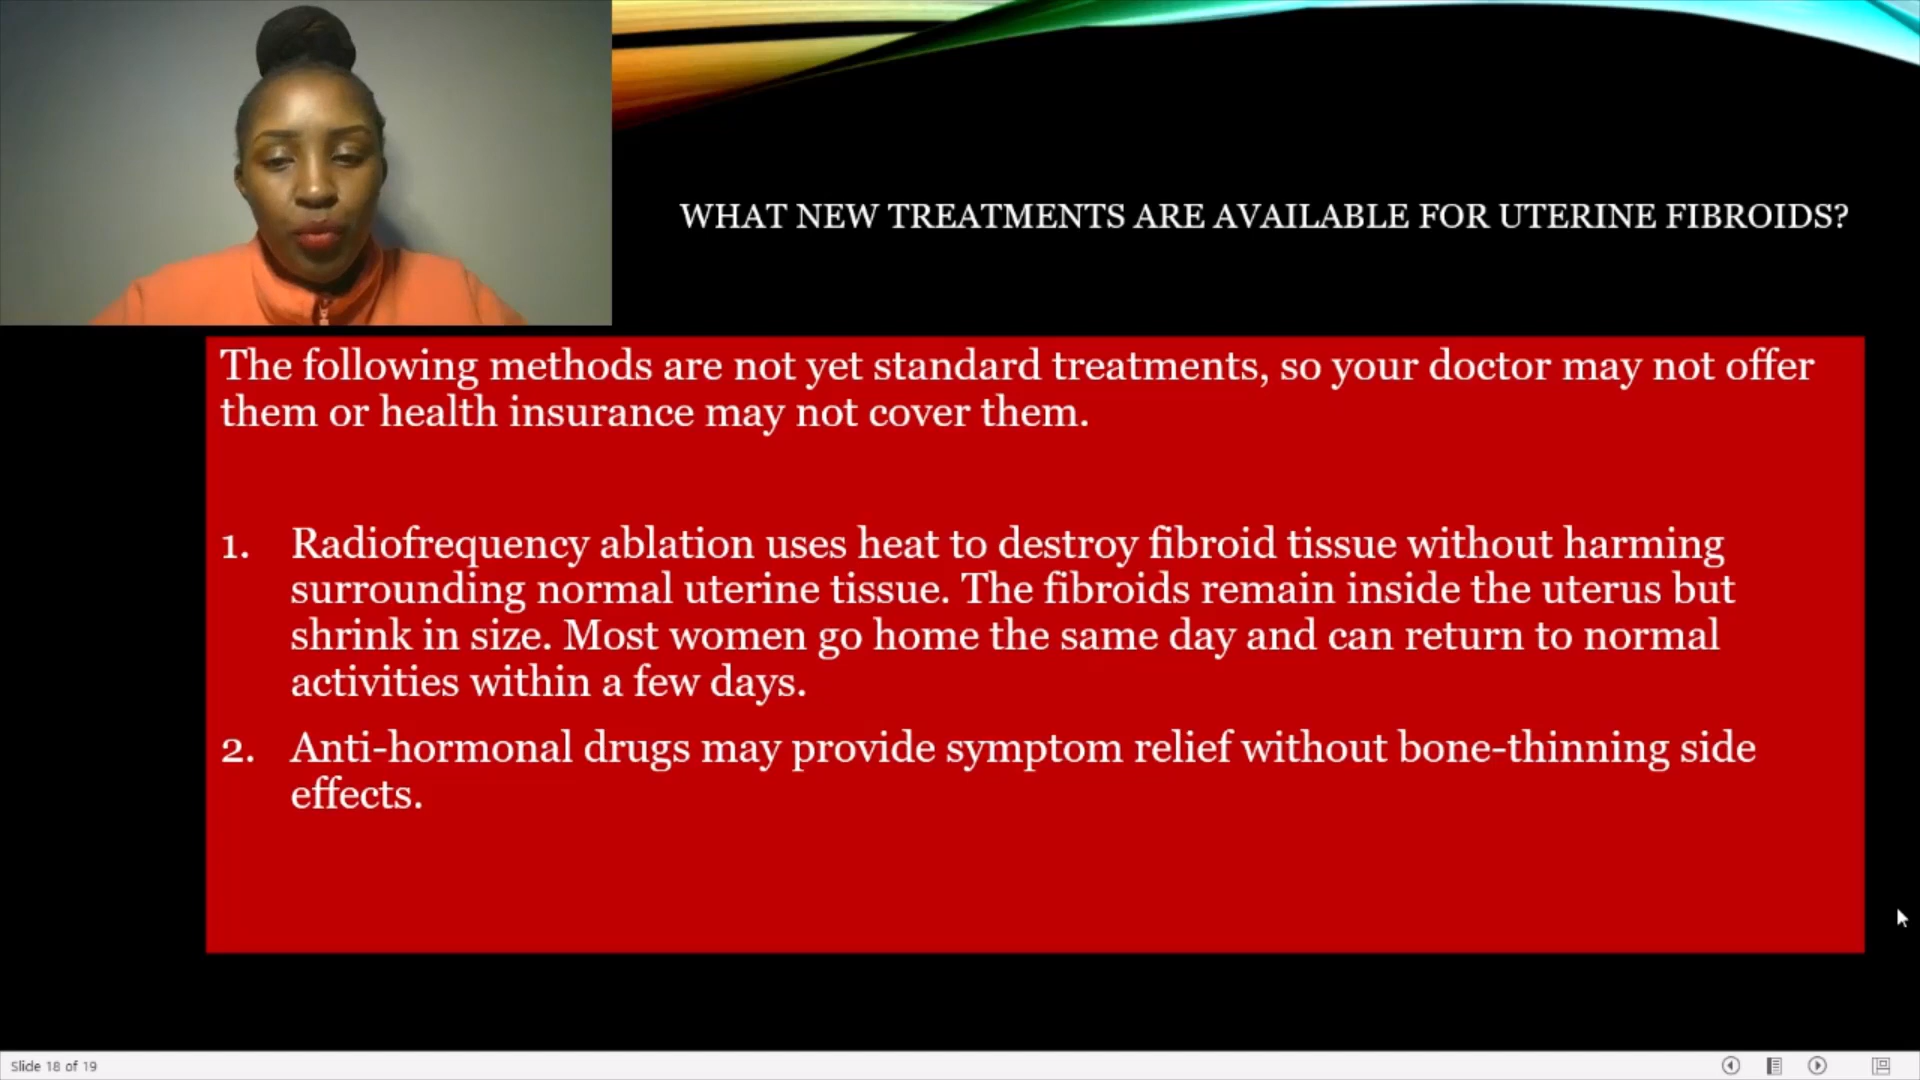 WHAT NEW TREATMENTS ARE AVAILABLE FOR UTERINE FIBROIDS?
The following methods are not yet standard treatments, so your doctor may not offer
them or health insurance may not cover them.
1. Radiofrequency ablation uses heat to destroy fibroid tissue without harming
surrounding normal uterine tissue. The fibroids remain inside the uterus but
shrink in size. Most women go home the same day and can return to normal
activities within a few days.
2. Anti-hormonal drugs may provide symptom relief without bone-thinning side
effects.
Slide 18 of 19